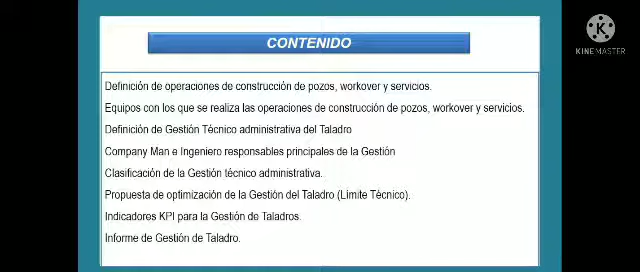 CONTENIDO
KINEMASTER
Definición de operaciones de construcción de pozos, workover y servicios.
Equipos con los que se realiza las operaciones de construcción de pozos, workover y servicios.
Definición de Gestión Técnico administrativa del Taladro
Company Man e Ingeniero responsables principales de la Gestión
Clasificación de la Gestión técnico administrativa.
Propuesta de optimización de la Gestión del Taladro (Límite Técnico).
Indicadores KPI para la Gestión de Taladros.
Informe de Gestión de Taladro.